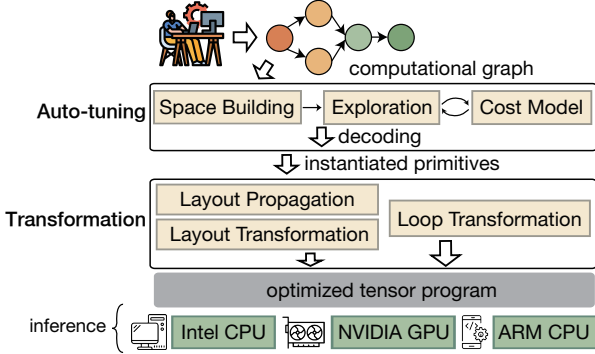 computational graph
Auto-tuning
Space Building
Exploration
Cost Model
decoding
instantiated primitives
Transformation
Layout Propagation
Layout Transformation
Loop Transformation
optimized tensor program
inference
Intel CPU
NVIDIA GPU
ARM CPU